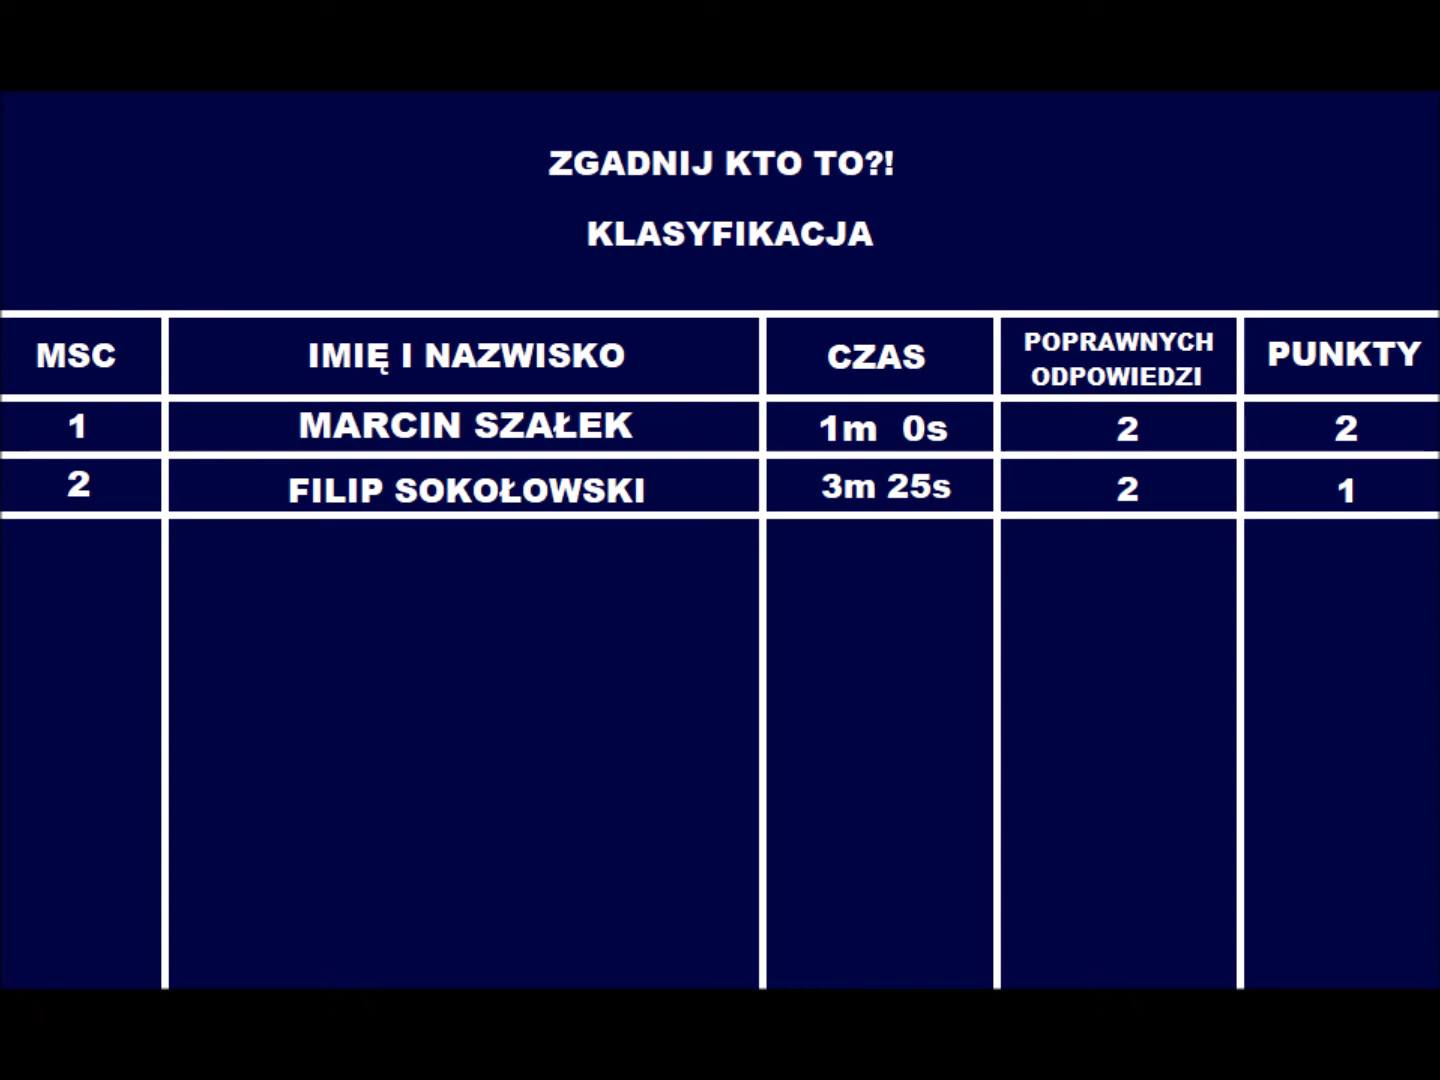 ZGADNIJ KTO TO?!
KLASYFIKACJA
MSC IMIĘ I NAZWISKO CZAS POPRAWNYCH ODPOWIEDZI PUNKTY
1 MARCIN SZAŁEK 1m 0s 2 2
2 FILIP SOKOŁOWSKI 3m 25s 2 1